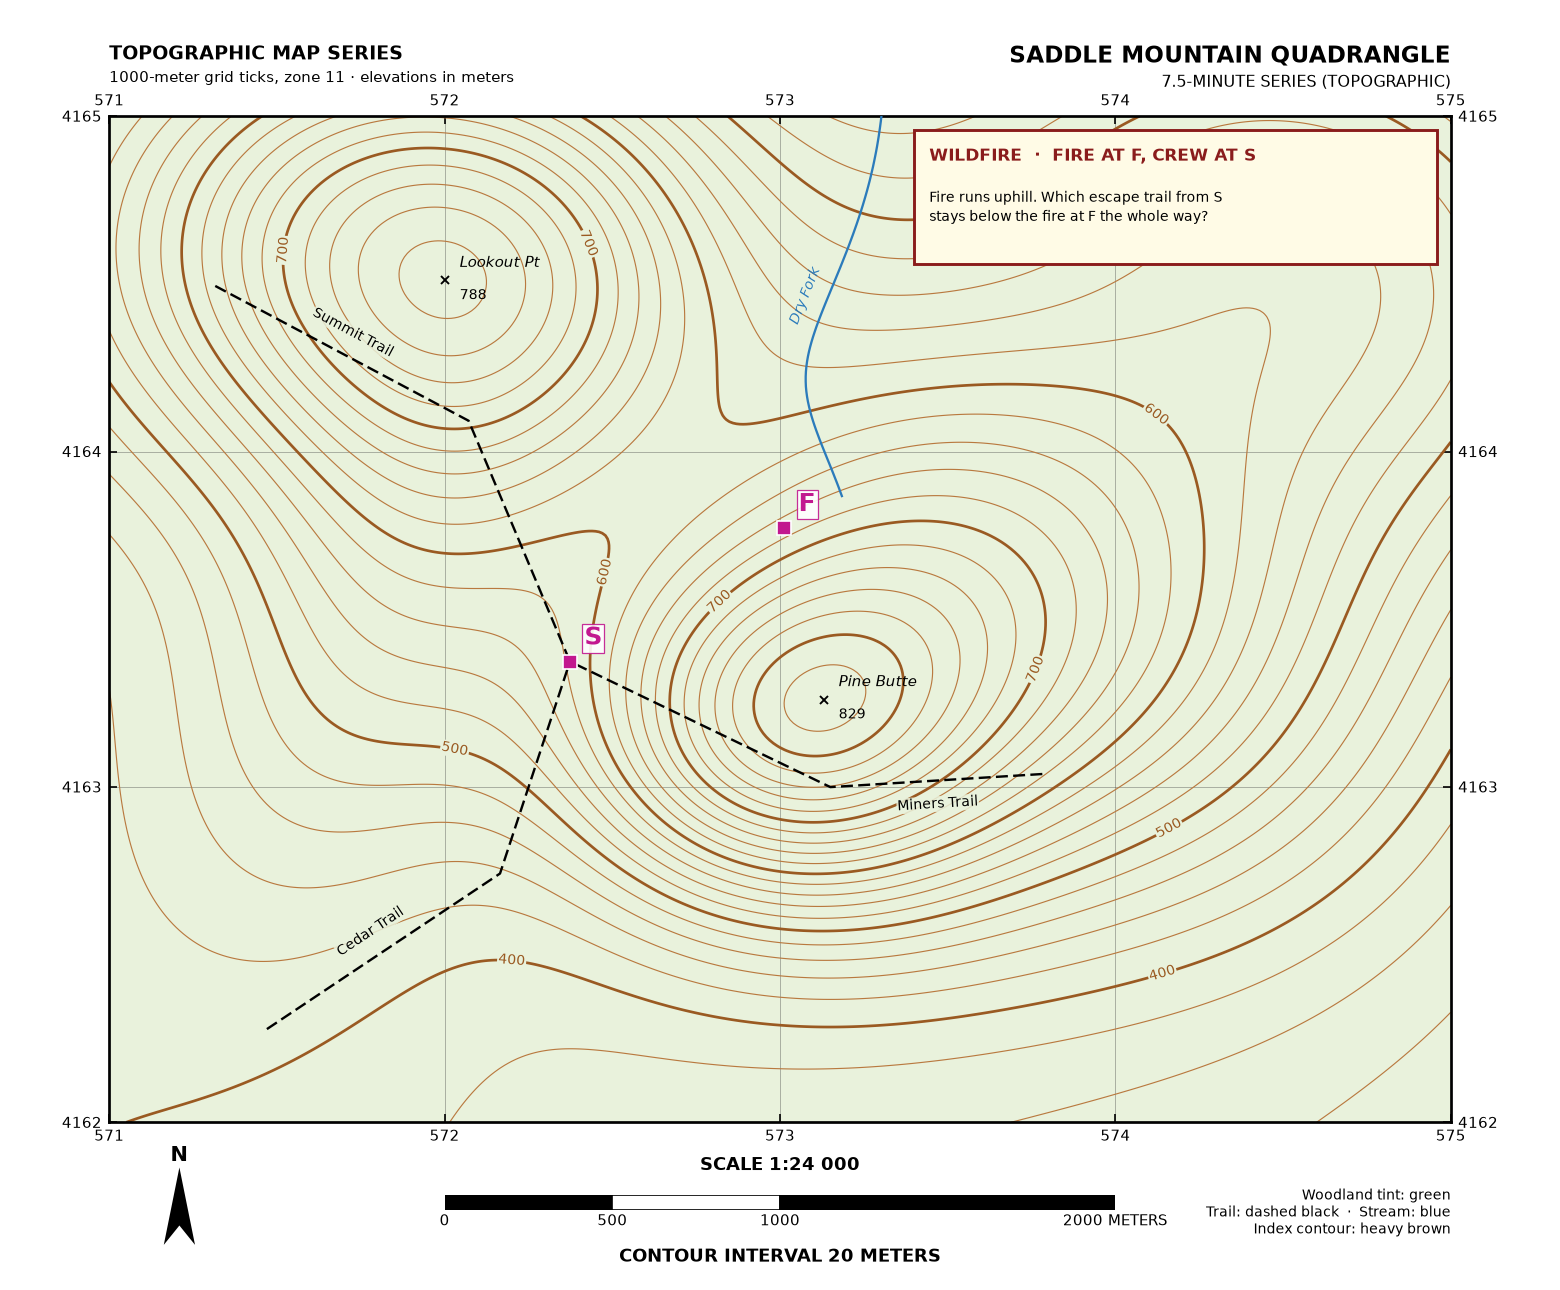 TOPOGRAPHIC MAP SERIES
1000-meter grid ticks, zone 11 · elevations in meters
SADDLE MOUNTAIN QUADRANGLE
7.5-MINUTE SERIES (TOPOGRAPHIC)
571 572 573 574 575
4165 4165
WILDFIRE · FIRE AT F, CREW AT S
Fire runs uphill. Which escape trail from S
stays below the fire at F the whole way?
700 700
Lookout Pt
788
Dry Fork
Summit Trail
600
4164 4164
F
600
700
S
700
Pine Butte
829
500
4163 4163
Miners Trail
500
Cedar Trail
400
400
4162 4162
571 572 573 574 575
N
SCALE 1:24 000
0 500 1000 2000 METERS
CONTOUR INTERVAL 20 METERS
Woodland tint: green
Trail: dashed black · Stream: blue
Index contour: heavy brown